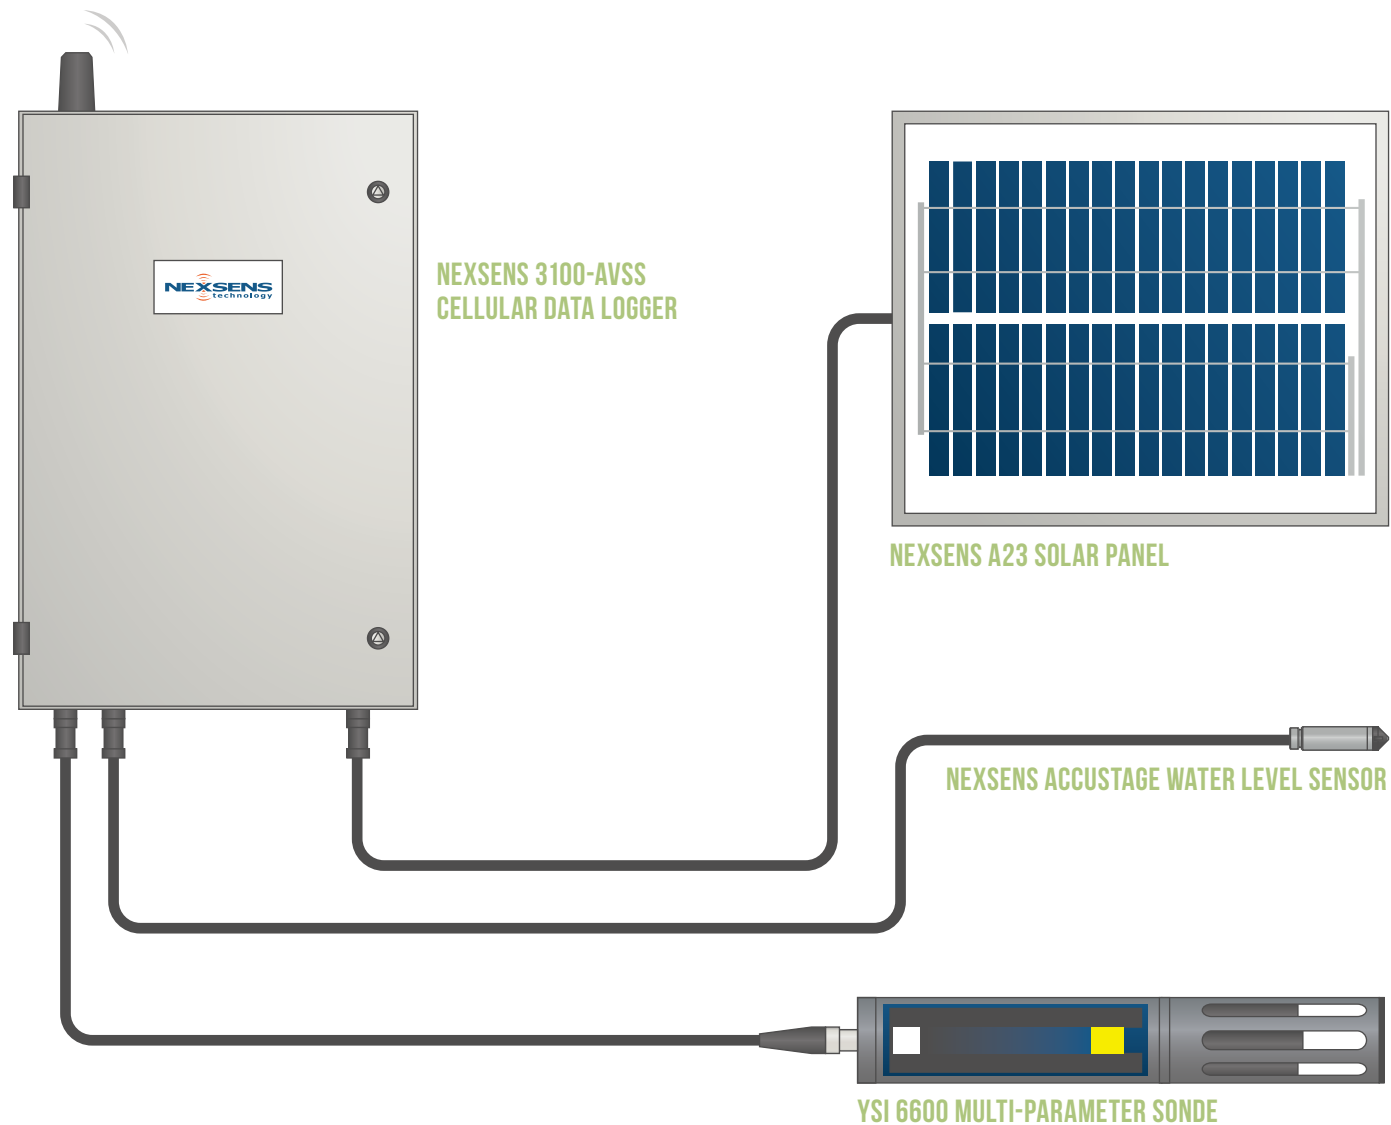 NEXSENS
technology
NEXSENS 3100-AVSS
CELLULAR DATA LOGGER
NEXSENS A23 SOLAR PANEL
NEXSENS ACCUSTAGE WATER LEVEL SENSOR
YSI 6600 MULTI-PARAMETER SONDE